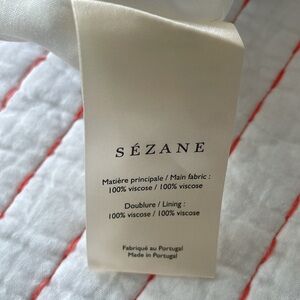 SÉZANE
Matière principale / Main fabric :
100% viscose / 100% viscose
Doublure / Lining :
100% viscose / 100% viscose
Fabriqué au Portugal
Made in Portugal